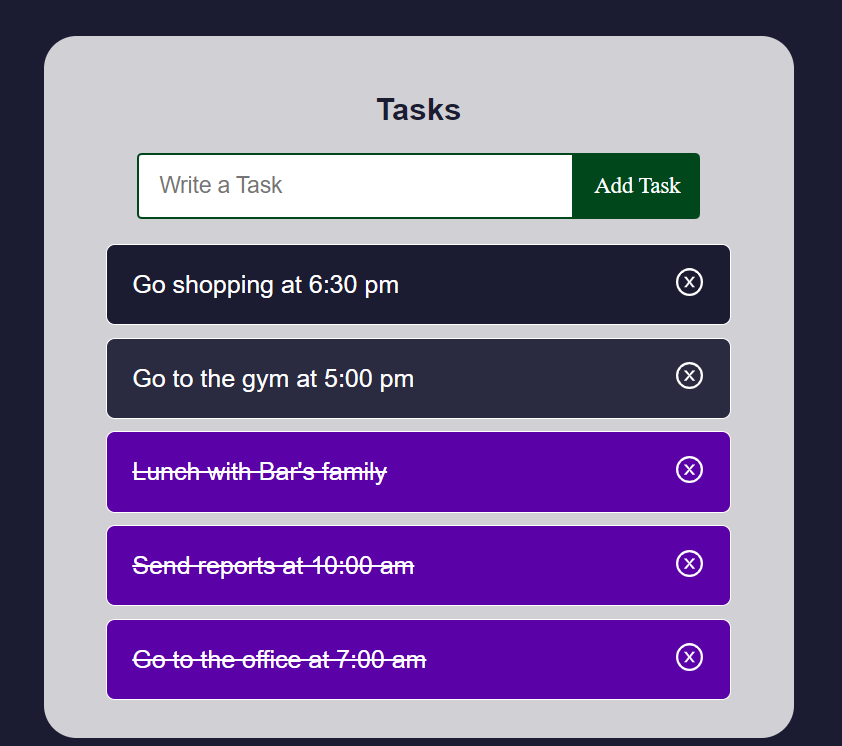 Tasks
Write a Task
Add Task
Go shopping at 6:30 pm
Go to the gym at 5:00 pm
Lunch with Bar's family
Send reports at 10:00 am
Go to the office at 7:00 am